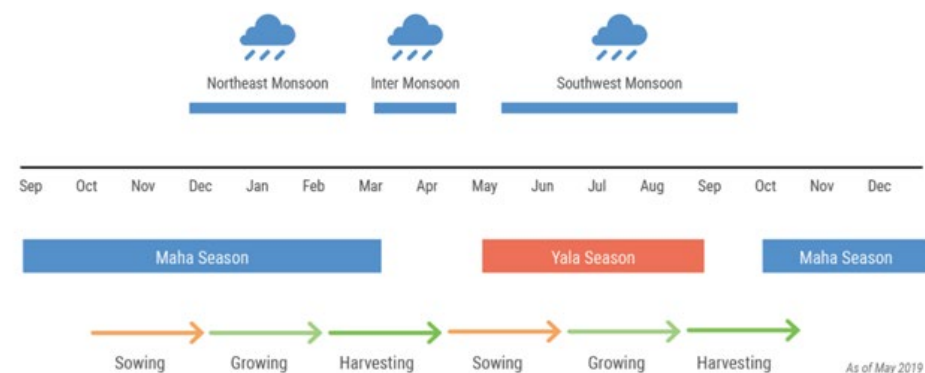 Northeast Monsoon Inter Monsoon Southwest Monsoon
Sep Oct Nov Dec Jan Feb Mar Apr May Jun Jul Aug Sep Oct Nov Dec
Maha Season Yala Season Maha Season
Sowing Growing Harvesting Sowing Growing Harvesting
As of May 2019